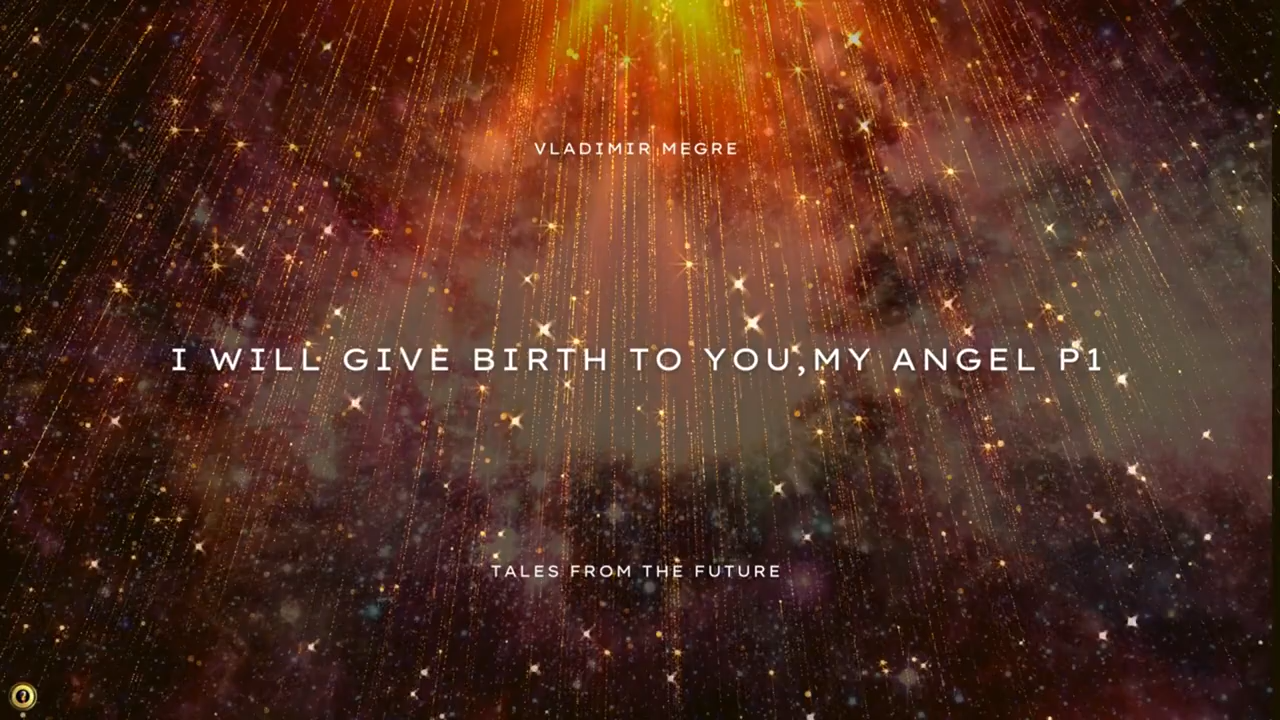 VLADIMIR MEGRE
I WILL GIVE BIRTH TO YOU,MY ANGEL P1
TALES FROM THE FUTURE